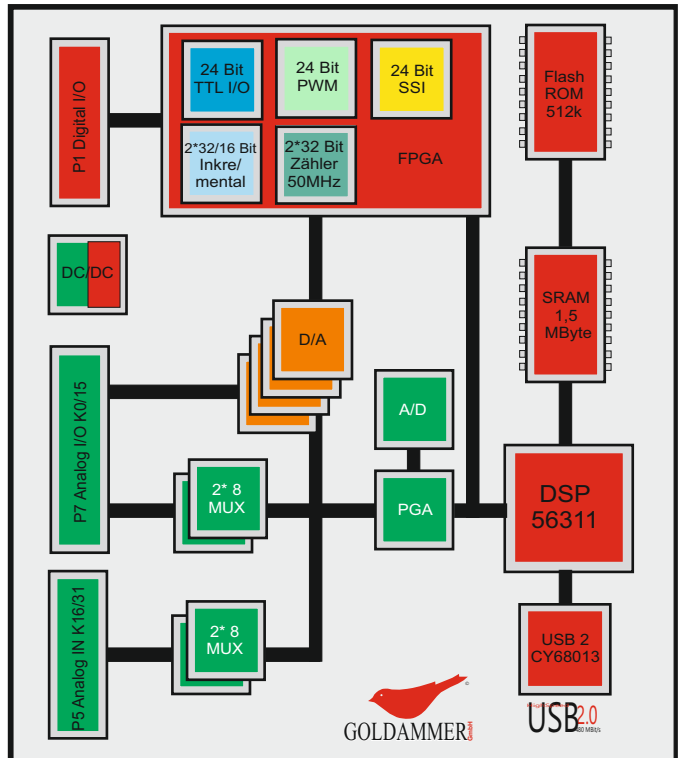 P1 Digital I/O
24 Bit
TTL I/O
24 Bit
PWM
24 Bit
SSI
2*32/16 Bit
Inkre/
mental
2*32 Bit
Zähler
50MHz
FPGA
Flash
ROM
512k
DC/DC
SRAM
1,5
MByte
D/A
P7 Analog I/O K0/15
A/D
2* 8
MUX
PGA
DSP
56311
P5 Analog IN K16/31
2* 8
MUX
USB 2
CY68013
GOLDAMMER GmbH
®
USB 2.0
480 MBit/s